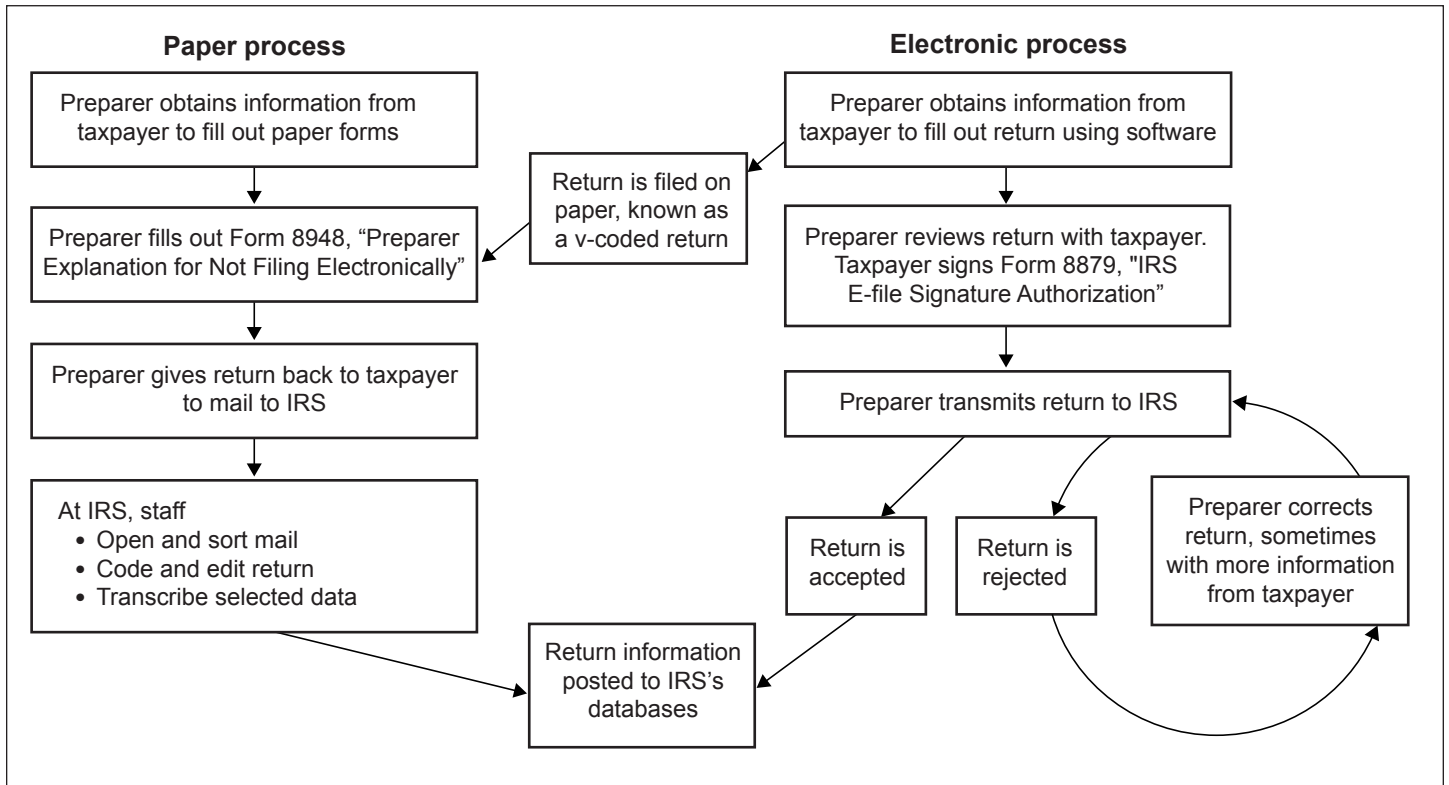 Paper process
Preparer obtains information from
taxpayer to fill out paper forms
Preparer fills out Form 8948, “Preparer
Explanation for Not Filing Electronically”
Preparer gives return back to taxpayer
to mail to IRS
At IRS, staff
• Open and sort mail
• Code and edit return
• Transcribe selected data
Return is filed on
paper, known as
a v-coded return
Electronic process
Preparer obtains information from
taxpayer to fill out return using software
Preparer reviews return with taxpayer.
Taxpayer signs Form 8879, "IRS
E-file Signature Authorization”
Preparer transmits return to IRS
Return is
accepted
Return is
rejected
Preparer corrects
return, sometimes
with more information
from taxpayer
Return information
posted to IRS’s
databases